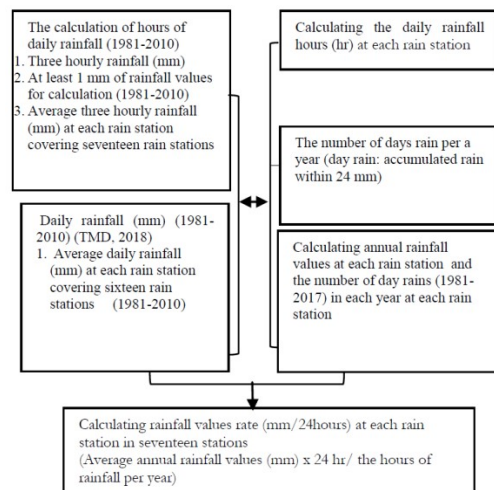 The calculation of hours of
daily rainfall (1981-2010)
1. Three hourly rainfall (mm)
2. At least 1 mm of rainfall values
for calculation (1981-2010)
3. Average three hourly rainfall
(mm) at each rain station
covering seventeen rain stations
Daily rainfall (mm) (1981-
2010) (TMD, 2018)
1. Average daily rainfall
(mm) at each rain station
covering sixteen rain
stations (1981-2010)
Calculating the daily rainfall
hours (hr) at each rain station
The number of days rain per a
year (day rain: accumulated rain
within 24 mm)
Calculating annual rainfall
values at each rain station and
the number of day rains (1981-
2017) in each year at each rain
station
Calculating rainfall values rate (mm/24hours) at each rain
station in seventeen stations
(Average annual rainfall values (mm) x 24 hr/ the hours of
rainfall per year)